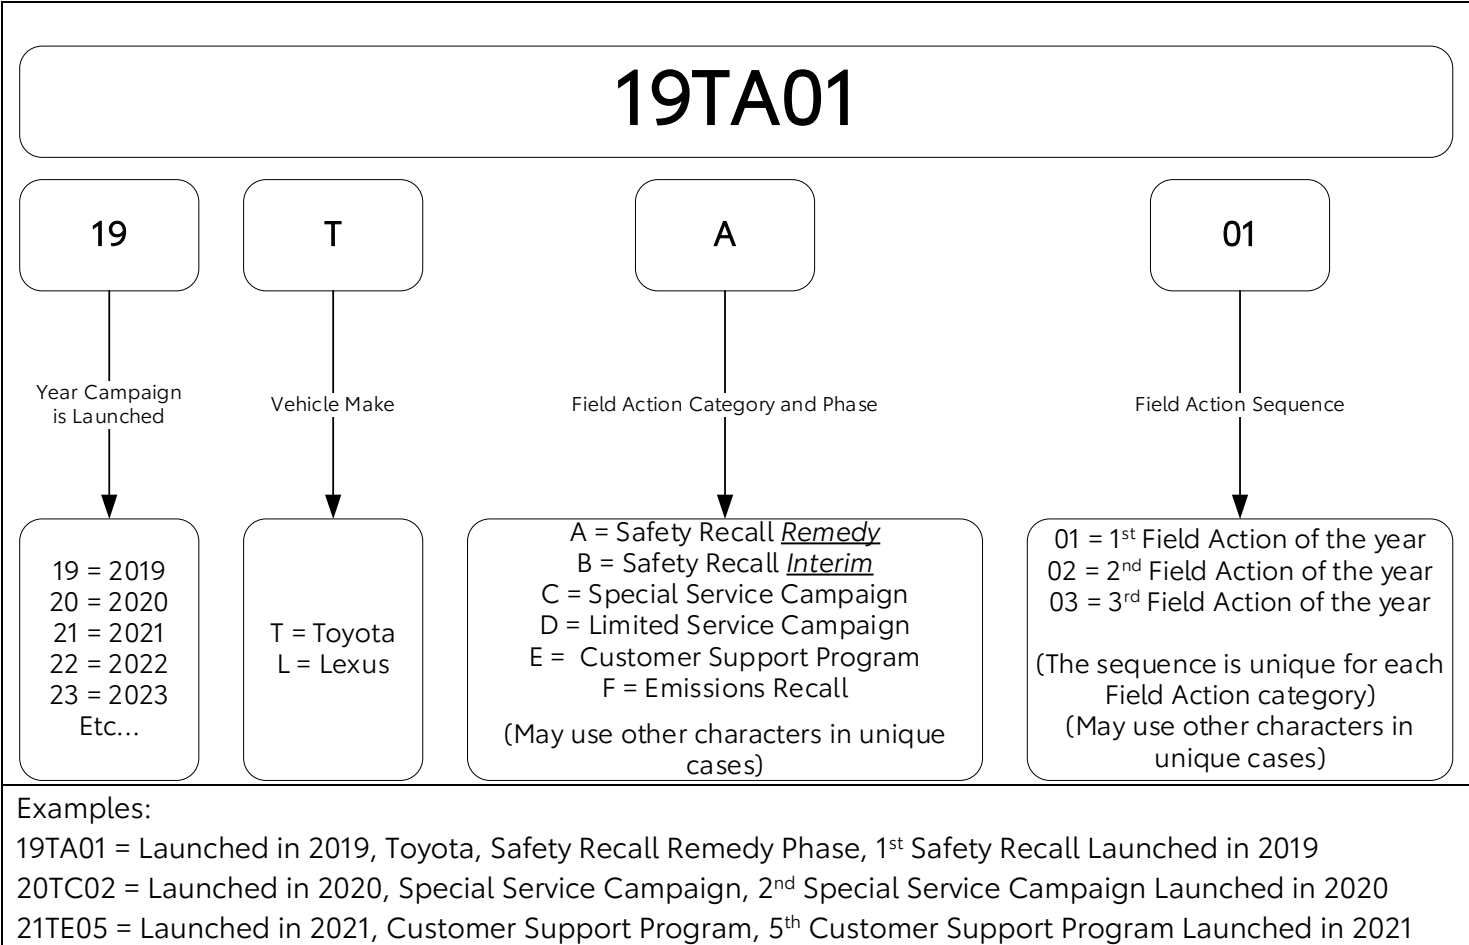 19TA01
19
T
A
01
Year Campaign
is Launched
Vehicle Make
Field Action Category and Phase
Field Action Sequence
19 = 2019
20 = 2020
21 = 2021
22 = 2022
23 = 2023
Etc...
T = Toyota
L = Lexus
A = Safety Recall Remedy
B = Safety Recall Interim
C = Special Service Campaign
D = Limited Service Campaign
E =  Customer Support Program
F = Emissions Recall
(May use other characters in unique
cases)
01 = 1st Field Action of the year
02 = 2nd Field Action of the year
03 = 3rd Field Action of the year
(The sequence is unique for each
Field Action category)
(May use other characters in
unique cases)
Examples:
19TA01 = Launched in 2019, Toyota, Safety Recall Remedy Phase, 1st Safety Recall Launched in 2019
20TC02 = Launched in 2020, Special Service Campaign, 2nd Special Service Campaign Launched in 2020
21TE05 = Launched in 2021, Customer Support Program, 5th Customer Support Program Launched in 2021